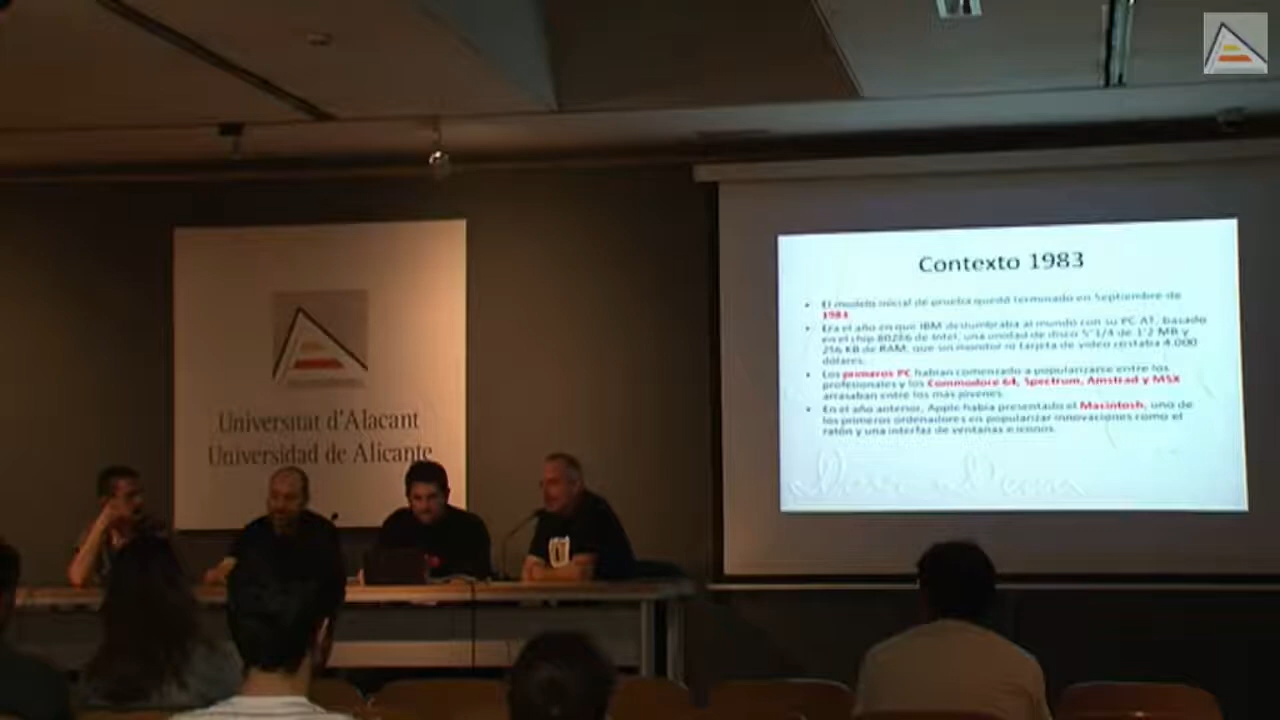 Universitat d'Alacant
Universidad de Alicante
Contexto 1983
El modelo inicial de prueba quedó terminado en Septiembre de
1983
Era el año en que IBM deslumbraba al mundo con su PC AT, basado
en el chip 80286 de Intel, una unidad de disco 5 1/4 de 1'2 MB y
256 KB de RAM, que sin monitor ni tarjeta de video costaba 4.000
dólares.
Los primeros PC habían comenzado a popularizarse entre los
profesionales y los Commodore 64, Spectrum, Amstrad y MSX
arrasaban entre los más jóvenes.
En el año anterior, Apple había presentado el Macintosh, uno de
los primeros ordenadores en popularizar innovaciones como el
ratón y una interfaz de ventanas e iconos.